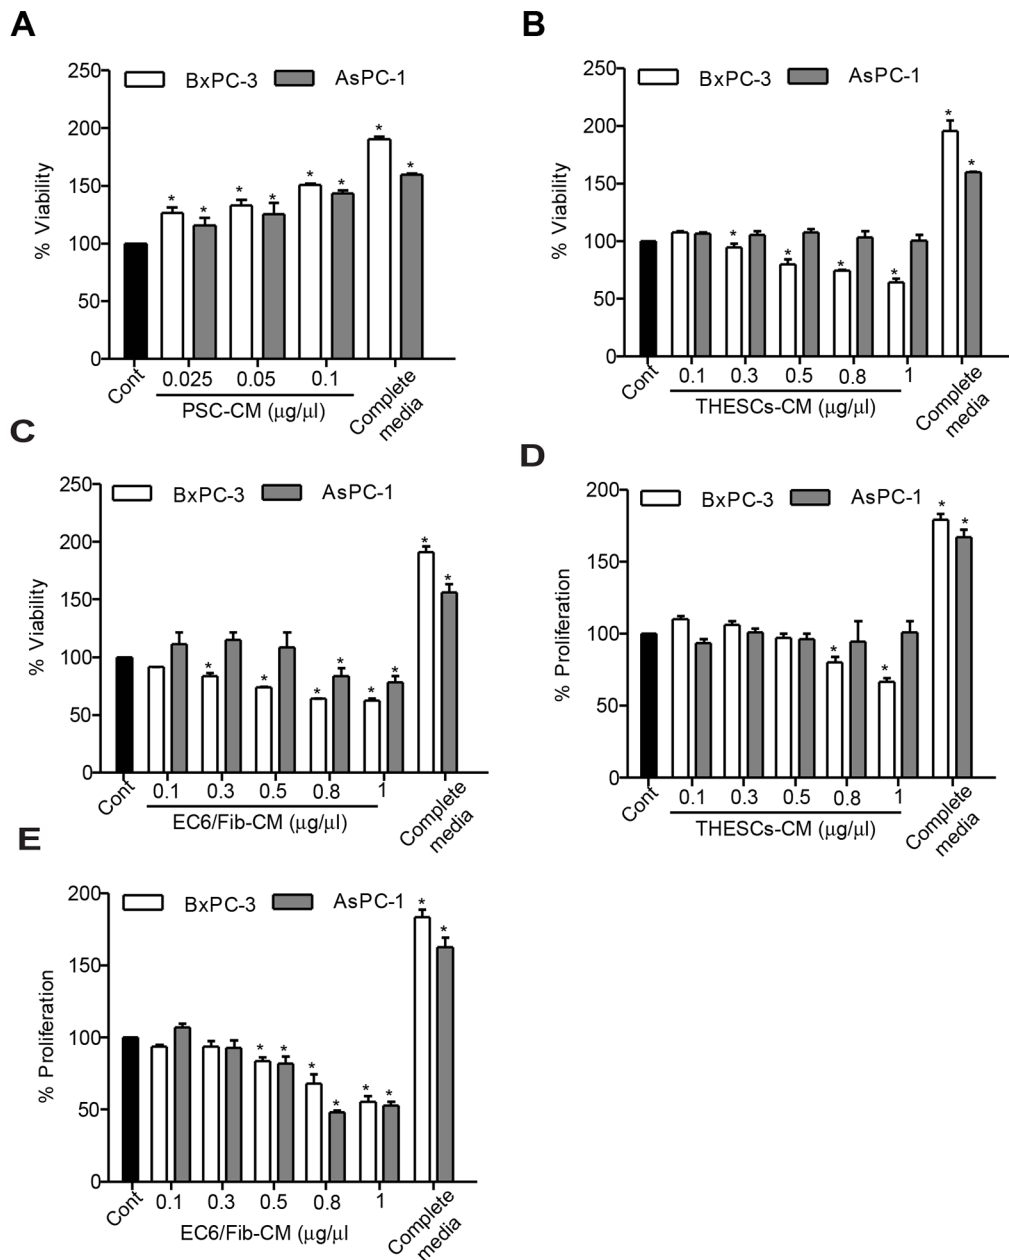 A
250
200
150
100
50
0
% Viability
BxPC-3 AsPC-1
* * * * * * * *
Cont 0.025 0.05 0.1 Complete media
PSC-CM (μg/μl)
B
250
200
150
100
50
0
% Viability
BxPC-3 AsPC-1
* * * * * *
Cont 0.1 0.3 0.5 0.8 1 Complete media
THESCs-CM (μg/μl)
C
250
200
150
100
50
0
% Viability
BxPC-3 AsPC-1
* * * * * * * *
Cont 0.1 0.3 0.5 0.8 1 Complete media
EC6/Fib-CM (μg/μl)
D
200
150
100
50
0
% Proliferation
BxPC-3 AsPC-1
* * * *
Cont 0.1 0.3 0.5 0.8 1 Complete media
THESCs-CM (μg/μl)
E
200
150
100
50
0
% Proliferation
BxPC-3 AsPC-1
* * * * * * * *
Cont 0.1 0.3 0.5 0.8 1 Complete media
EC6/Fib-CM (μg/μl